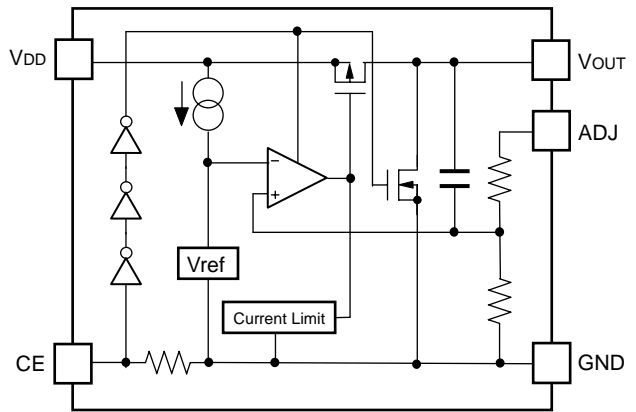 VDD
VOUT
ADJ
−
+
Vref
Current Limit
CE
GND